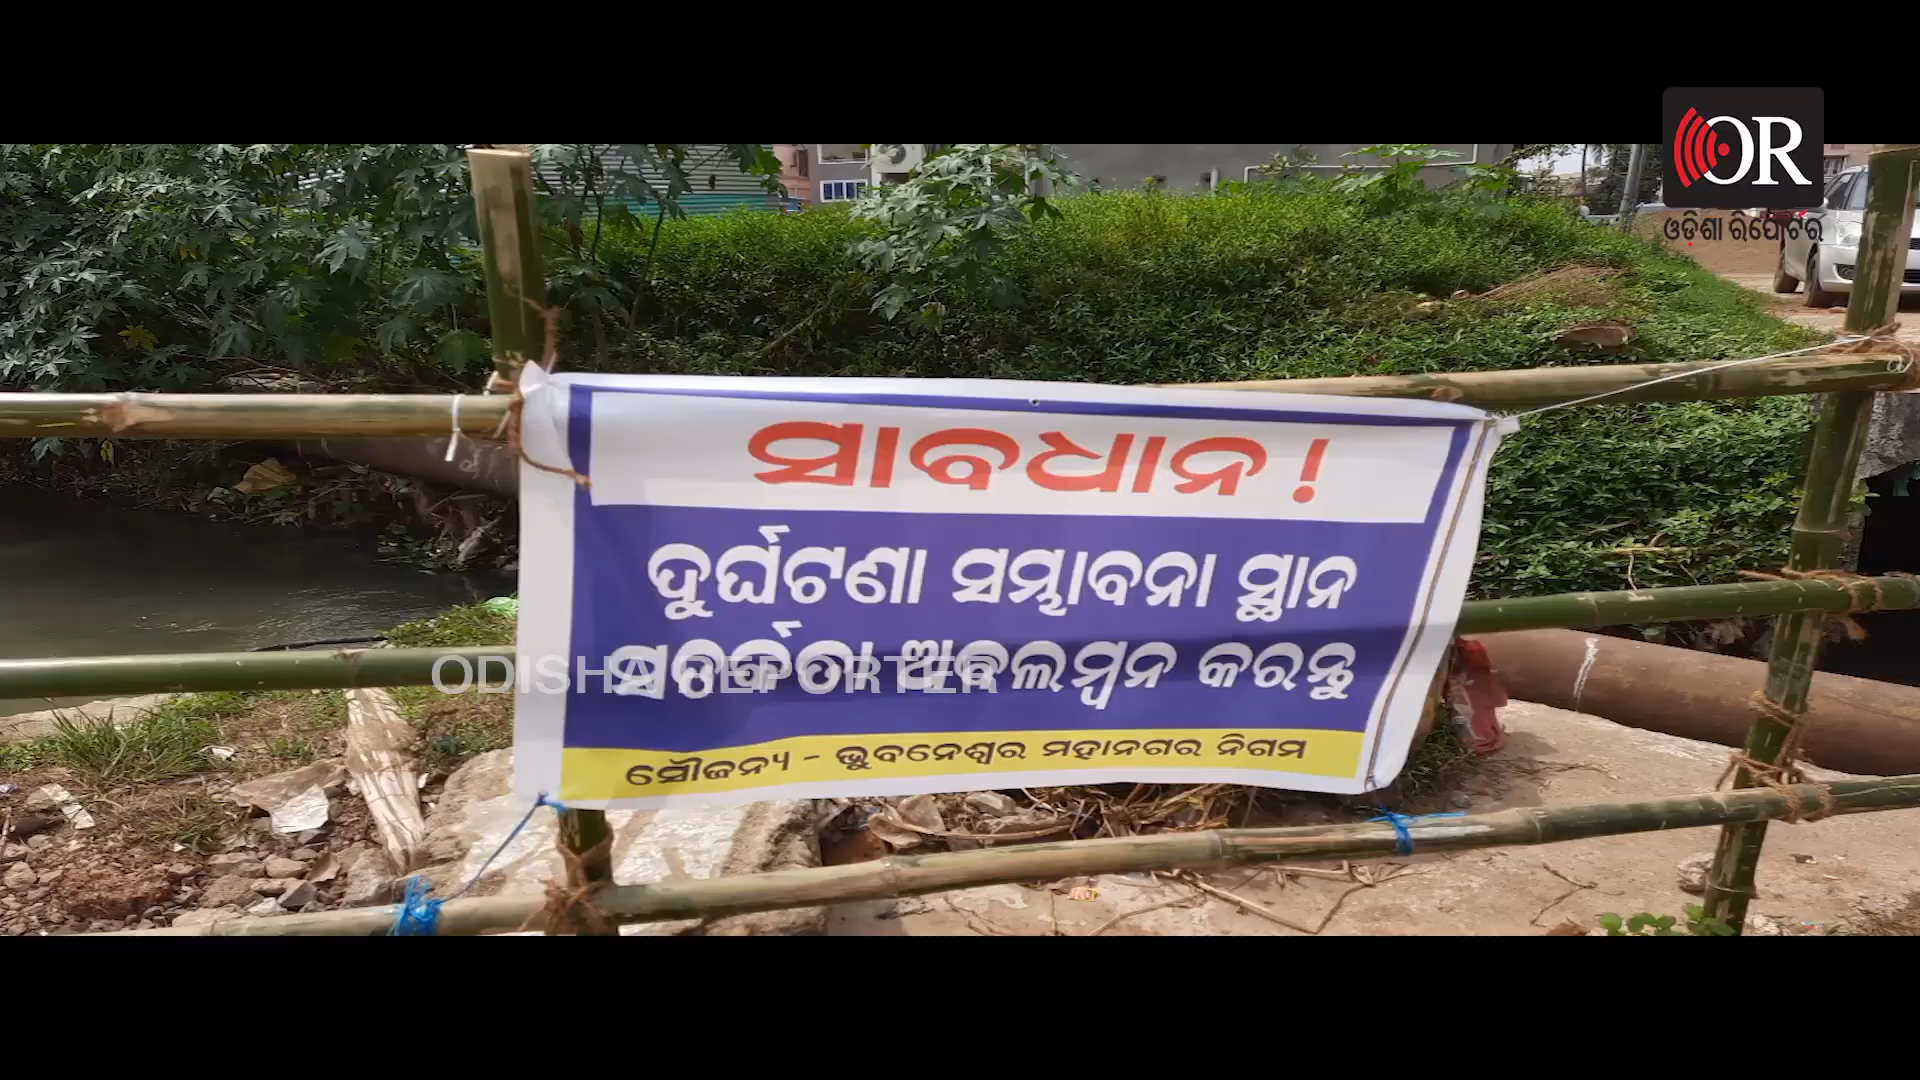 OR
ଓଡ଼ିଶା ରିପୋର୍ଟର
ସାବଧାନ !
ଦୁର୍ଘଟଣା ସମ୍ଭାବନା ସ୍ଥାନ
ସତର୍କତା ଅବଲମ୍ବନ କରନ୍ତୁ
ODISHA REPORTER
ସୌଜନ୍ୟ - ଭୁବନେଶ୍ୱର ମହାନଗର ନିଗମ